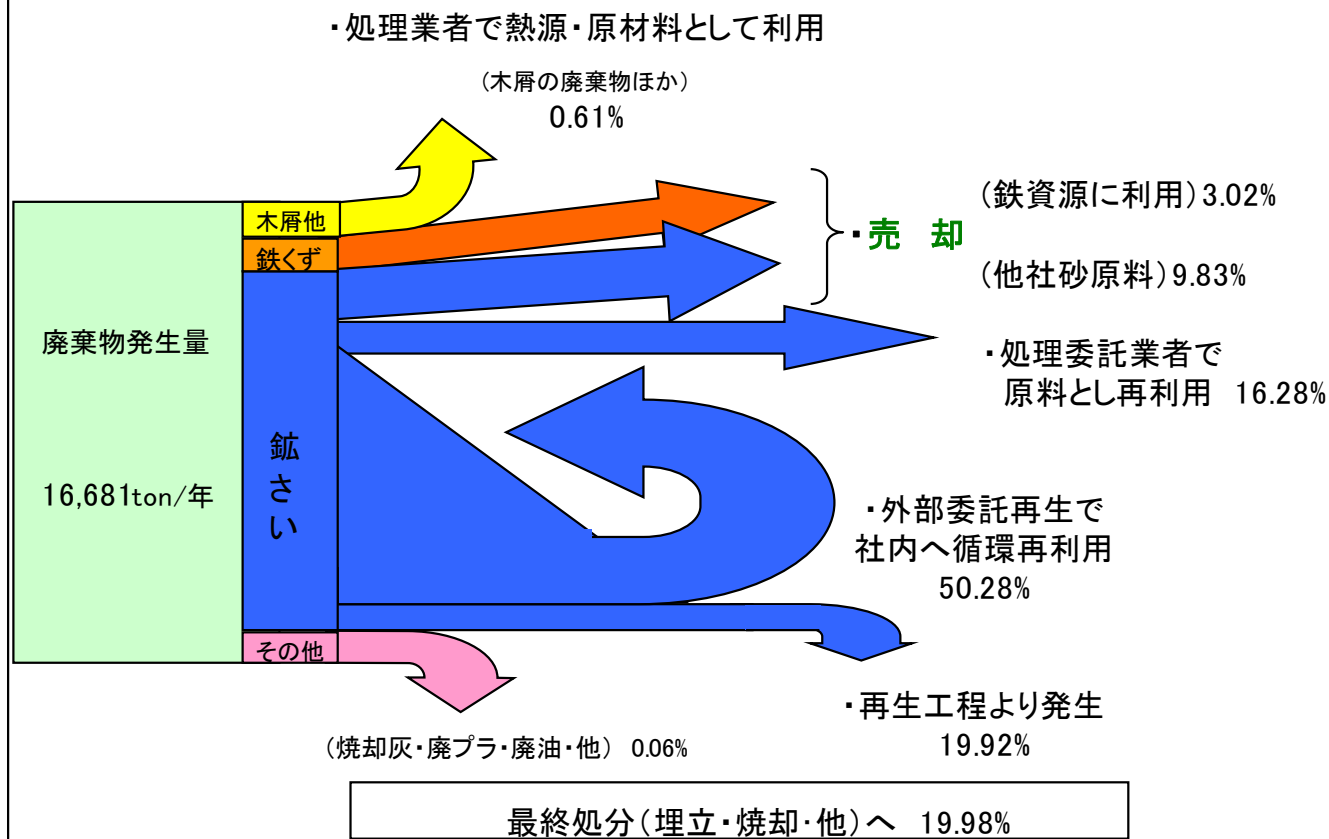 ・処理業者で熱源・原材料として利用
(木屑の廃棄物ほか)
0.61%
木屑他
鉄くず
鉱さい
その他
廃棄物発生量
16,681ton/年
・売 却
(鉄資源に利用)3.02%
(他社砂原料)9.83%
・処理委託業者で
原料とし再利用 16.28%
・外部委託再生で
社内へ循環再利用
50.28%
・再生工程より発生
19.92%
(焼却灰・廃プラ・廃油・他) 0.06%
最終処分(埋立・焼却・他)へ 19.98%